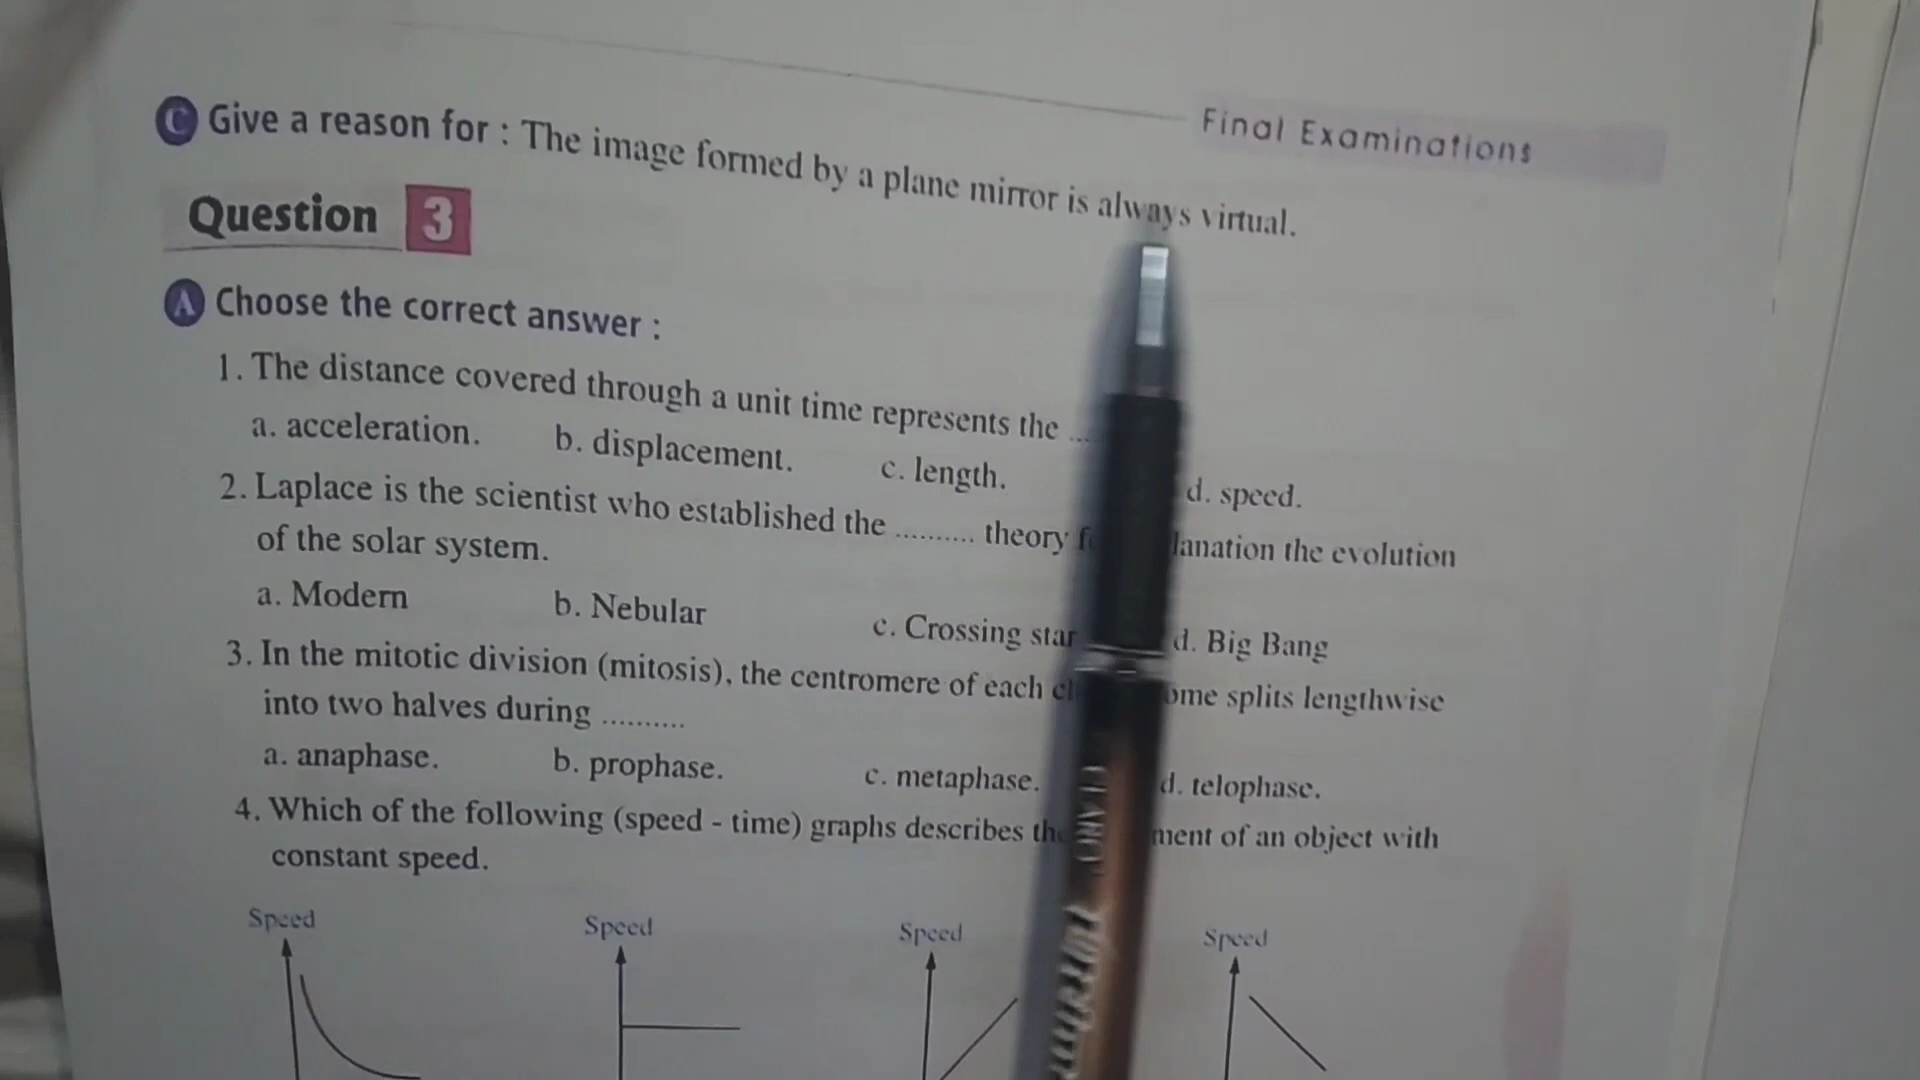 Final Examinations
C Give a reason for : The image formed by a plane mirror is always virtual.
Question 3
A Choose the correct answer :
1. The distance covered through a unit time represents the ...
a. acceleration. b. displacement. c. length. d. speed.
2. Laplace is the scientist who established the .......... theory lanation the evolution
of the solar system.
a. Modern b. Nebular c. Crossing star d. Big Bang
3. In the mitotic division (mitosis), the centromere of each ome splits lengthwise
into two halves during ..........
a. anaphase. b. prophase. c. metaphase. d. telophase.
4. Which of the following (speed - time) graphs describes ment of an object with
constant speed.
Speed Speed Speed Speed